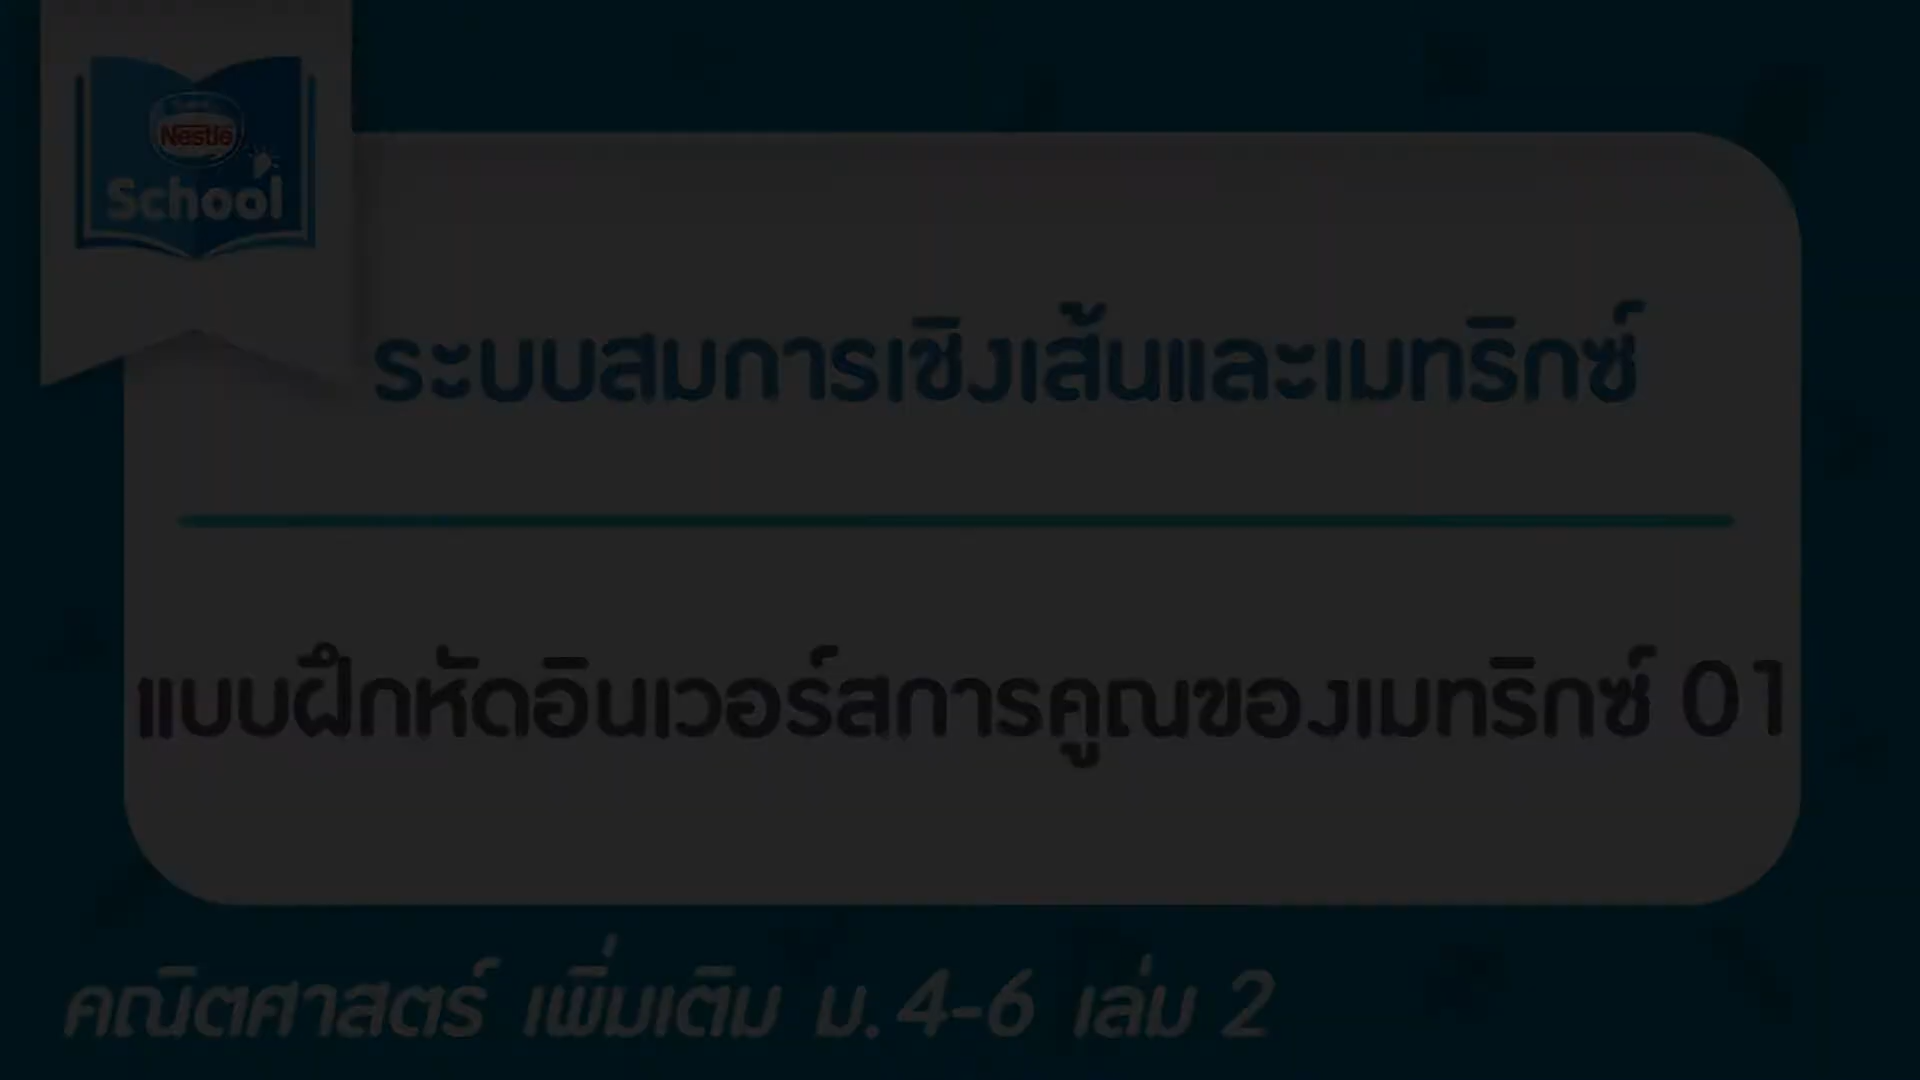 Nestle
School
ระบบสมการเชิงเส้นและเมทริกซ์
แบบฝึกหัดอินเวอร์สการคูณของเมทริกซ์ 01
คณิตศาสตร์ เพิ่มเติม ม.4-6 เล่ม 2